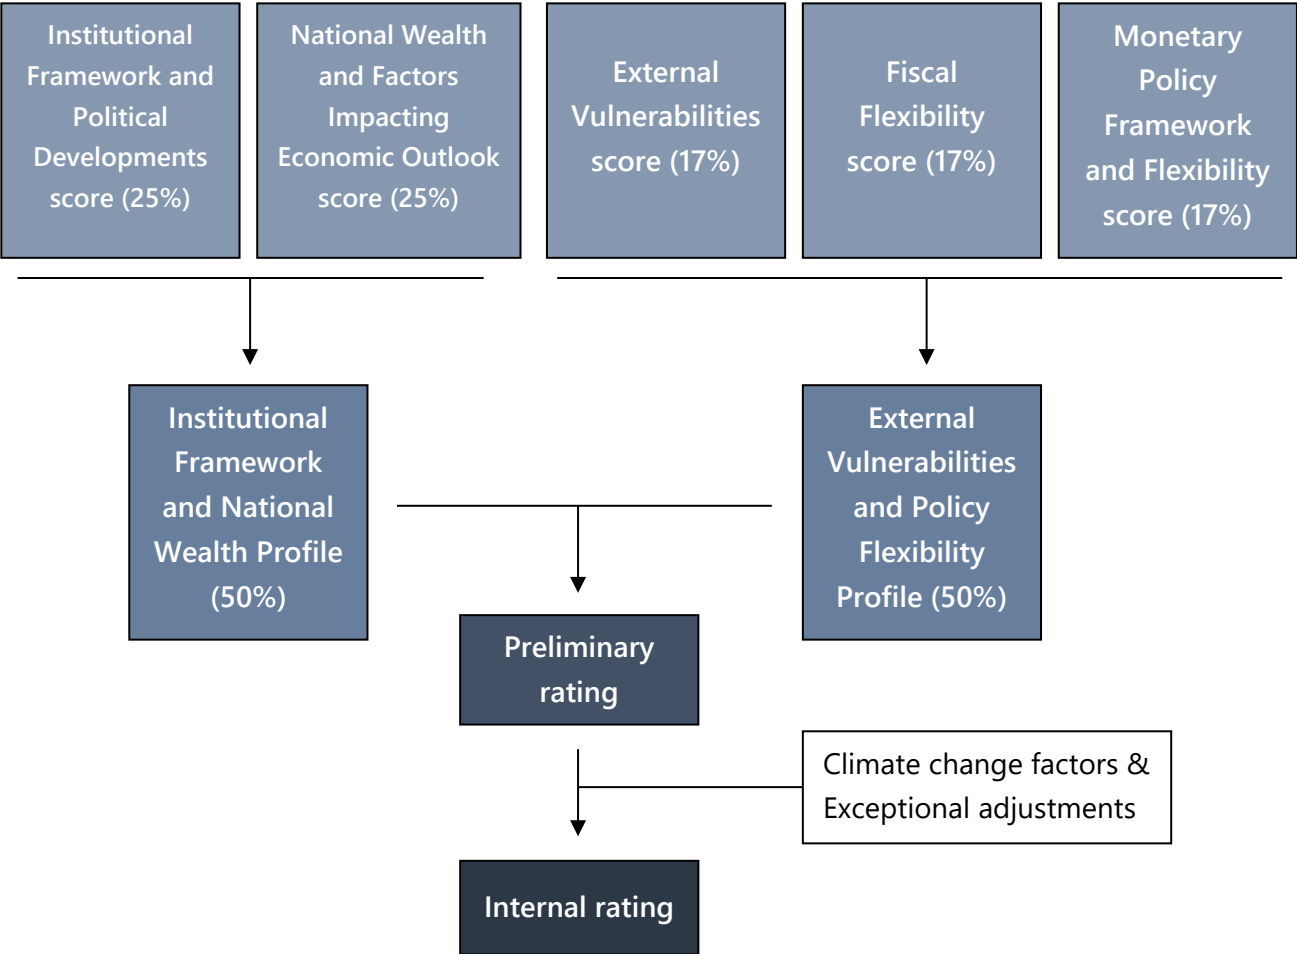 Institutional
Framework and
Political
Developments
score (25%)
National Wealth
and Factors
Impacting
Economic Outlook
score (25%)
External
Vulnerabilities
score (17%)
Fiscal
Flexibility
score (17%)
Monetary
Policy
Framework
and Flexibility
score (17%)
Institutional
Framework
and National
Wealth Profile
(50%)
External
Vulnerabilities
and Policy
Flexibility
Profile (50%)
Preliminary
rating
Climate change factors &
Exceptional adjustments
Internal rating